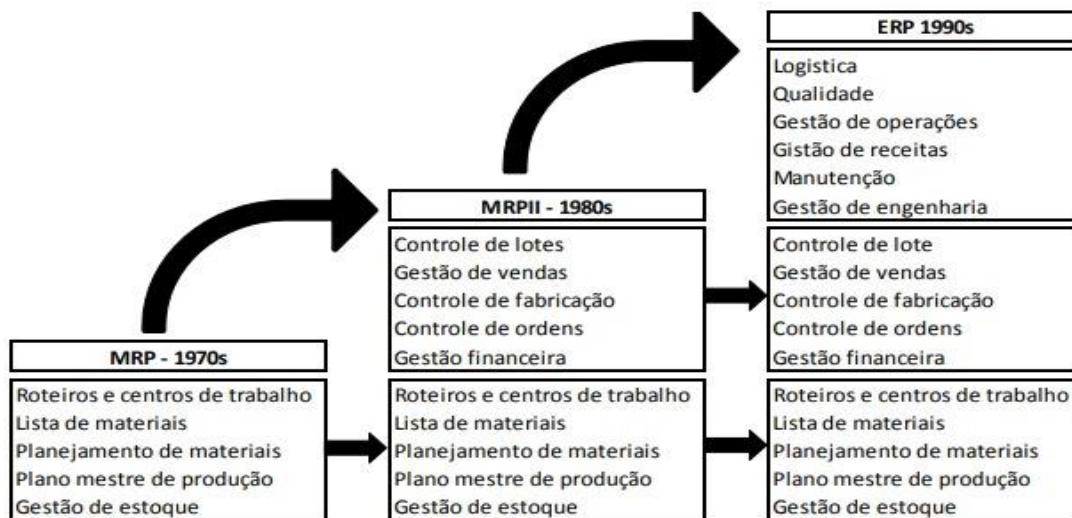 ERP 1990s
Logistica
Qualidade
Gestão de operações
Gistão de receitas
Manutenção
Gestão de engenharia
MRPII - 1980s
Controle de lotes
Gestão de vendas
Controle de fabricação
Controle de ordens
Gestão financeira
Controle de lote
Gestão de vendas
Controle de fabricação
Controle de ordens
Gestão financeira
MRP - 1970s
Roteiros e centros de trabalho
Lista de materiais
Planejamento de materiais
Plano mestre de produção
Gestão de estoque
Roteiros e centros de trabalho
Lista de materiais
Planejamento de materiais
Plano mestre de produção
Gestão de estoque
Roteiros e centros de trabalho
Lista de materiais
Planejamento de materiais
Plano mestre de produção
Gestão de estoque